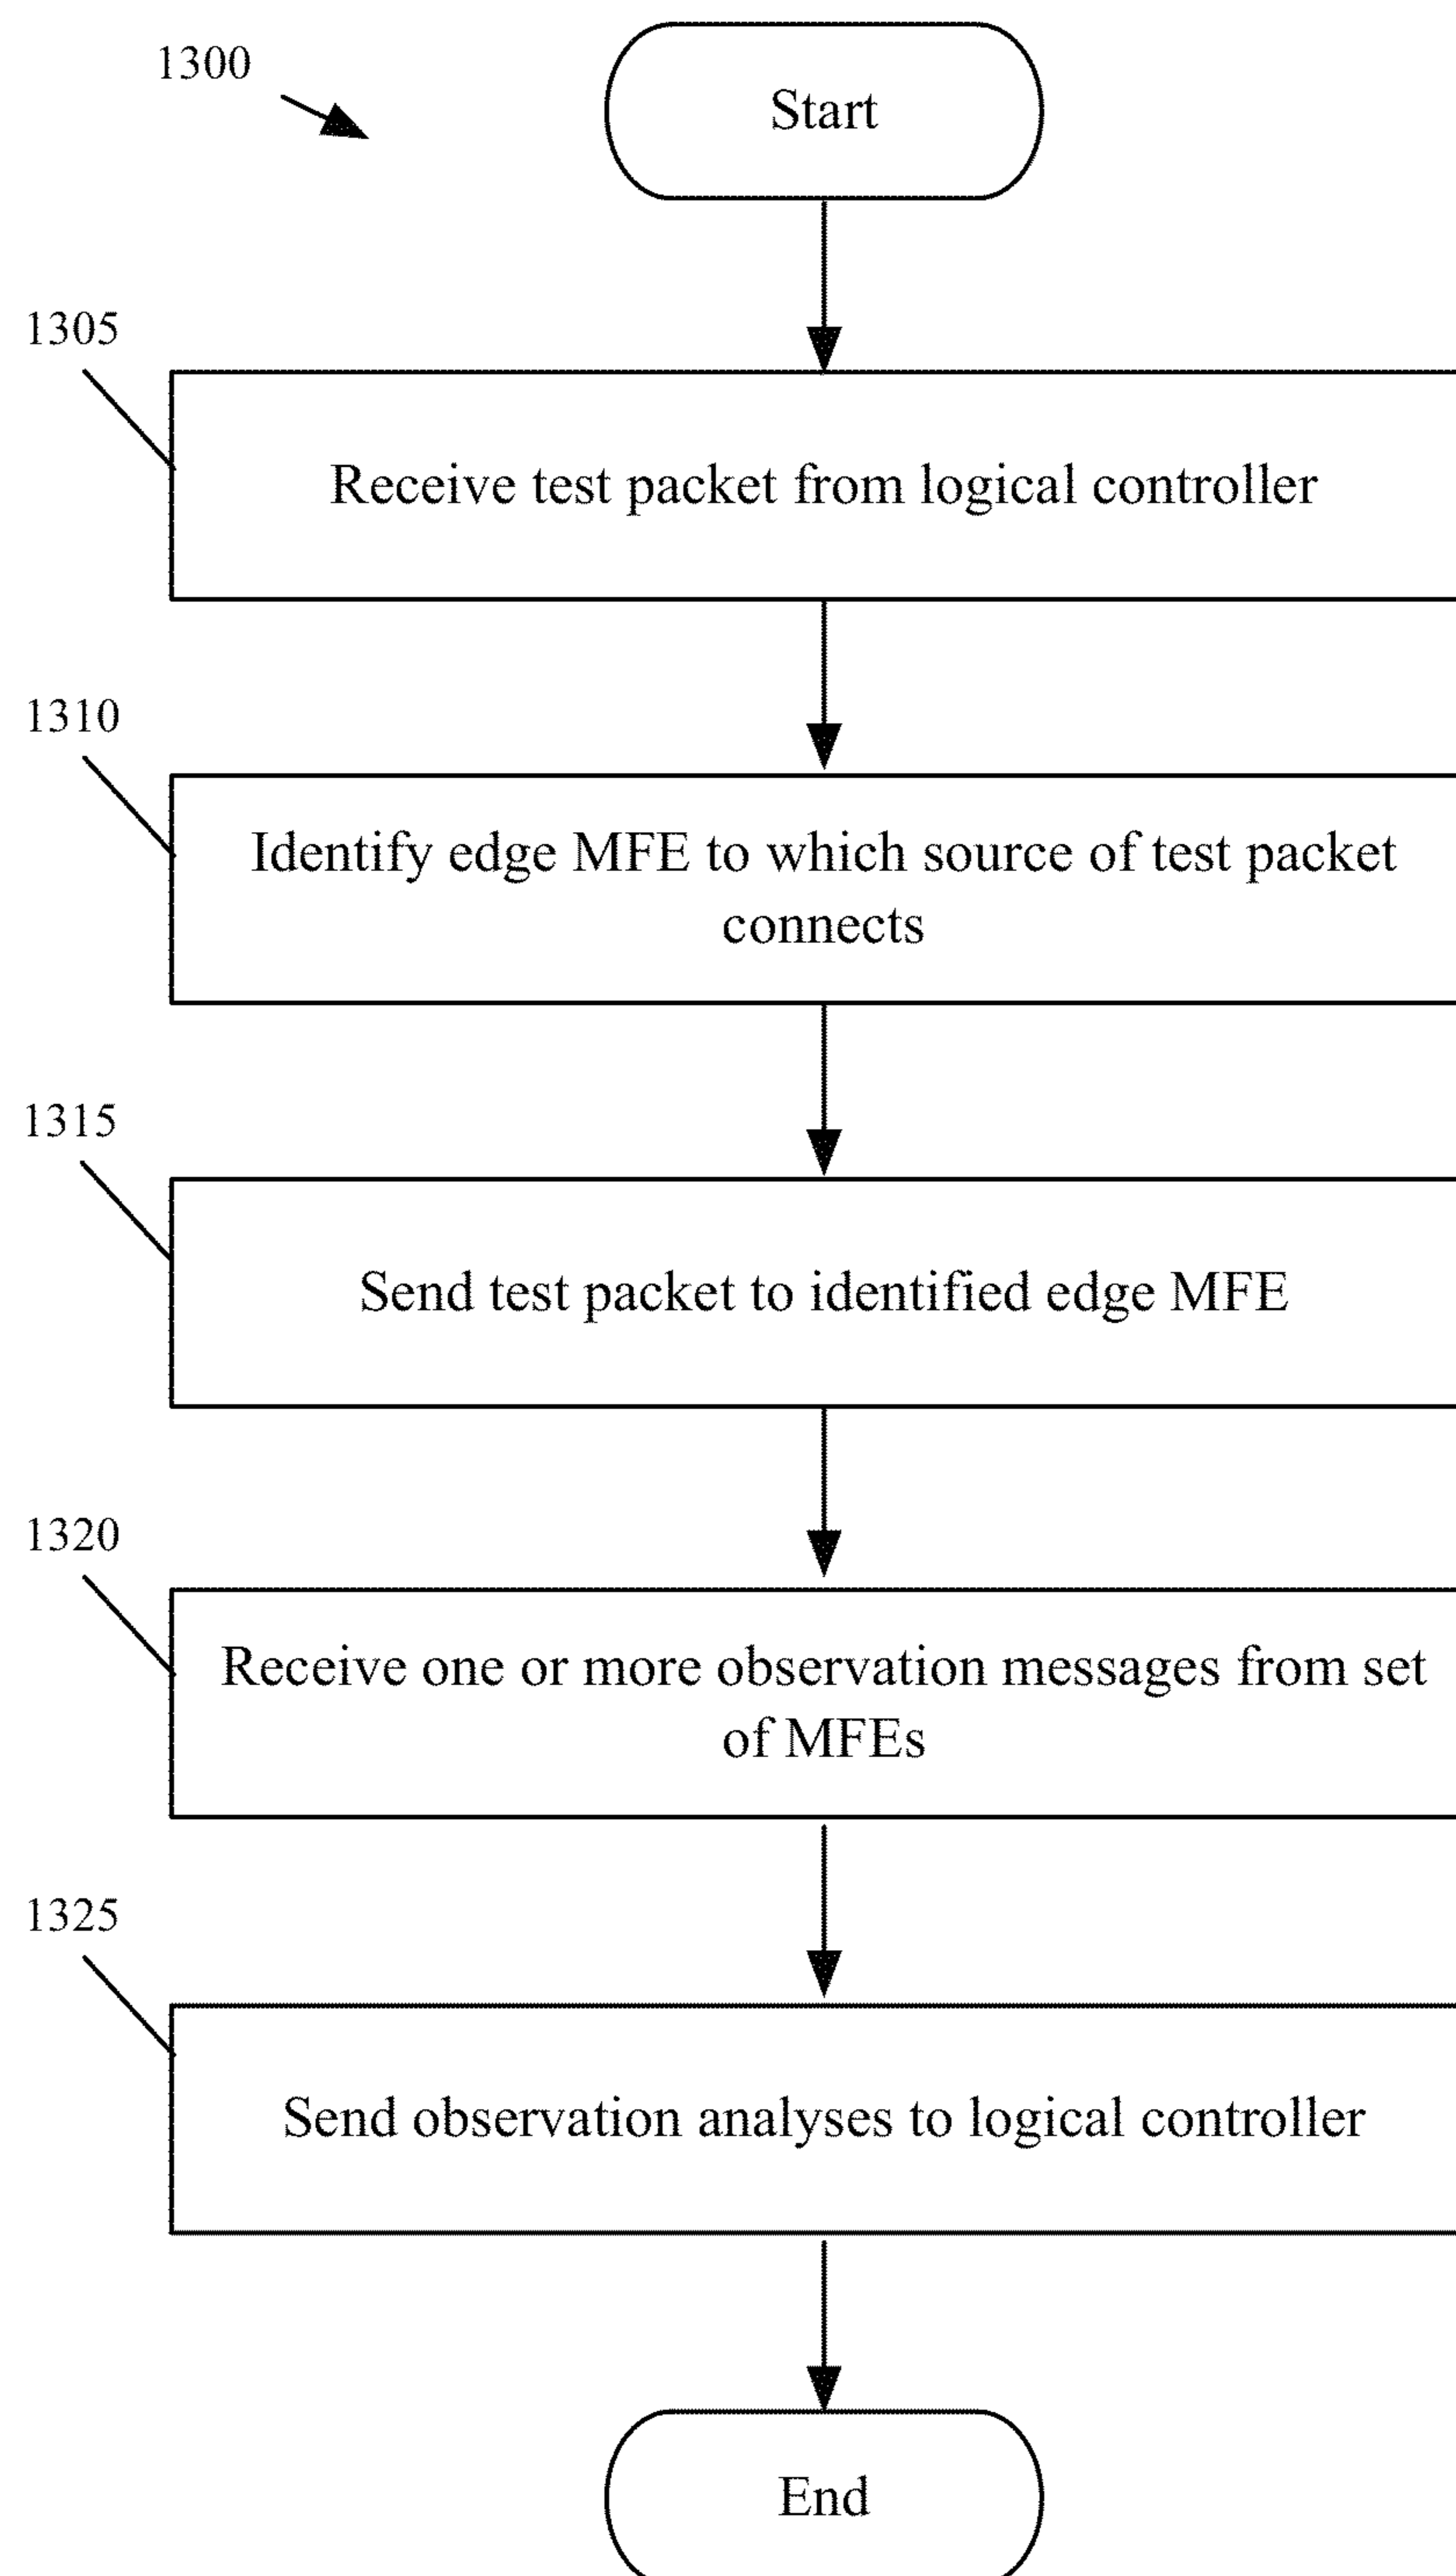 1300
Start
1305
Receive test packet from logical controller
1310
Identify edge MFE to which source of test packet
connects
1315
Send test packet to identified edge MFE
1320
Receive one or more observation messages from set
of MFEs
1325
Send observation analyses to logical controller
End